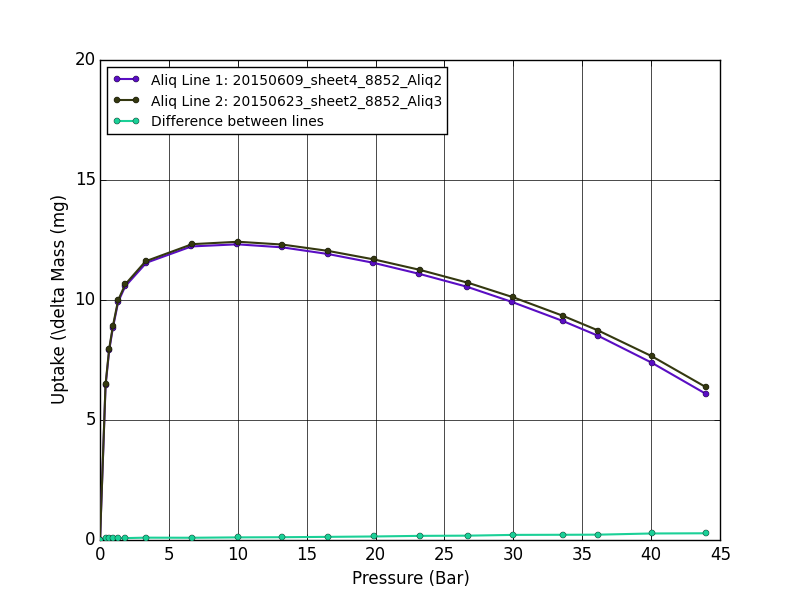 20
Aliq Line 1: 20150609_sheet4_8852_Aliq2
Aliq Line 2: 20150623_sheet2_8852_Aliq3
Difference between lines
15
10
5
0
Uptake (\delta Mass (mg)
0 5 10 15 20 25 30 35 40 45
Pressure (Bar)